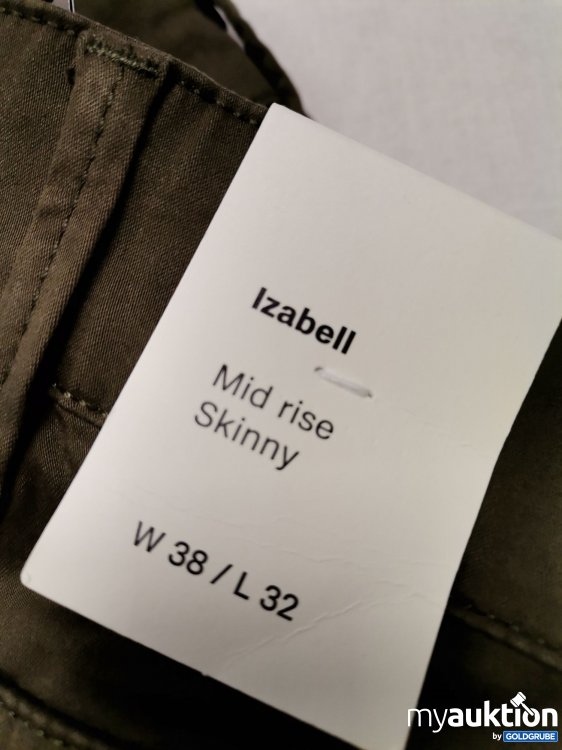 Izabell
Mid rise
Skinny
W 38 / L 32
myauktion
by GOLDGRUBE